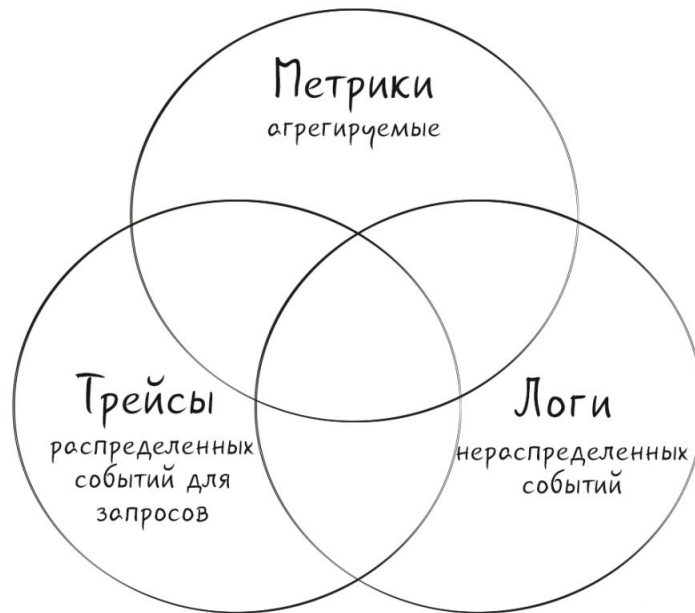 Метрики
агрегируемые
Трейсы
распределенных
событий для
запросов
Логи
нераспределенных
событий